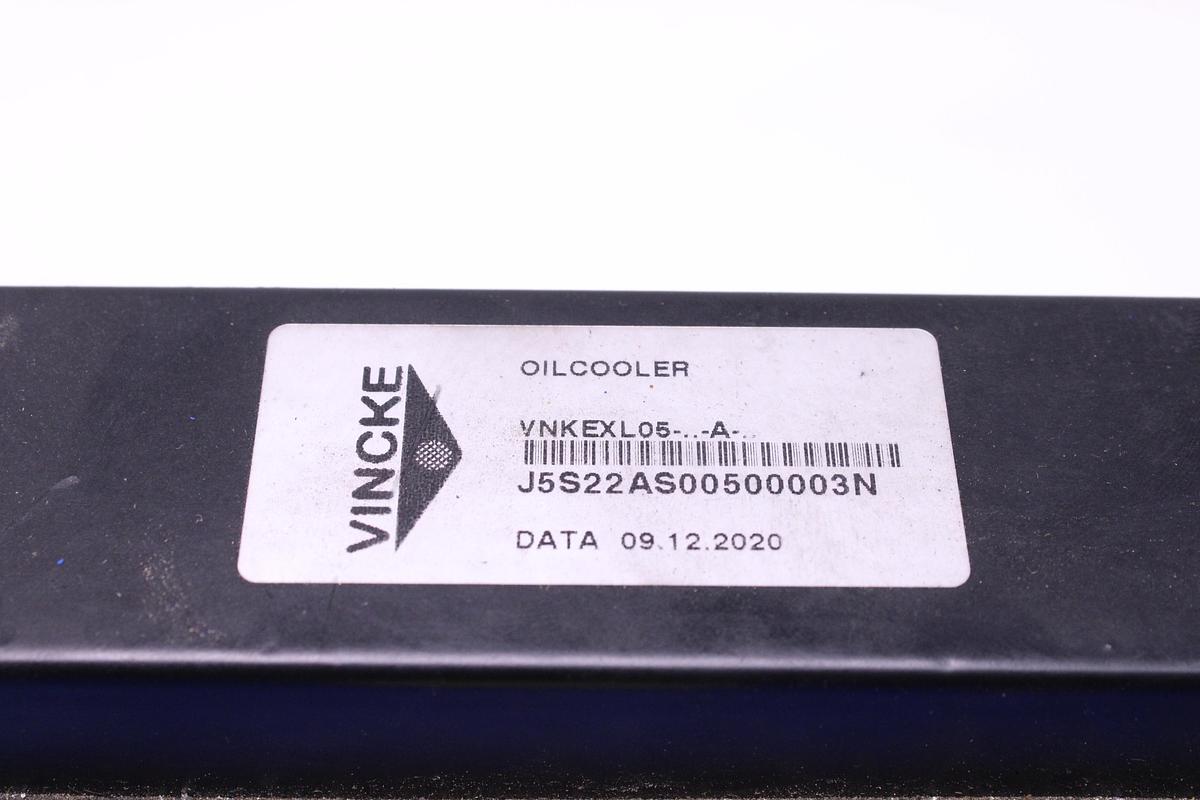 VINCKE
OILCOOLER
VNKEXL05-..-A-..
J5S22AS00500003N
DATA 09.12.2020